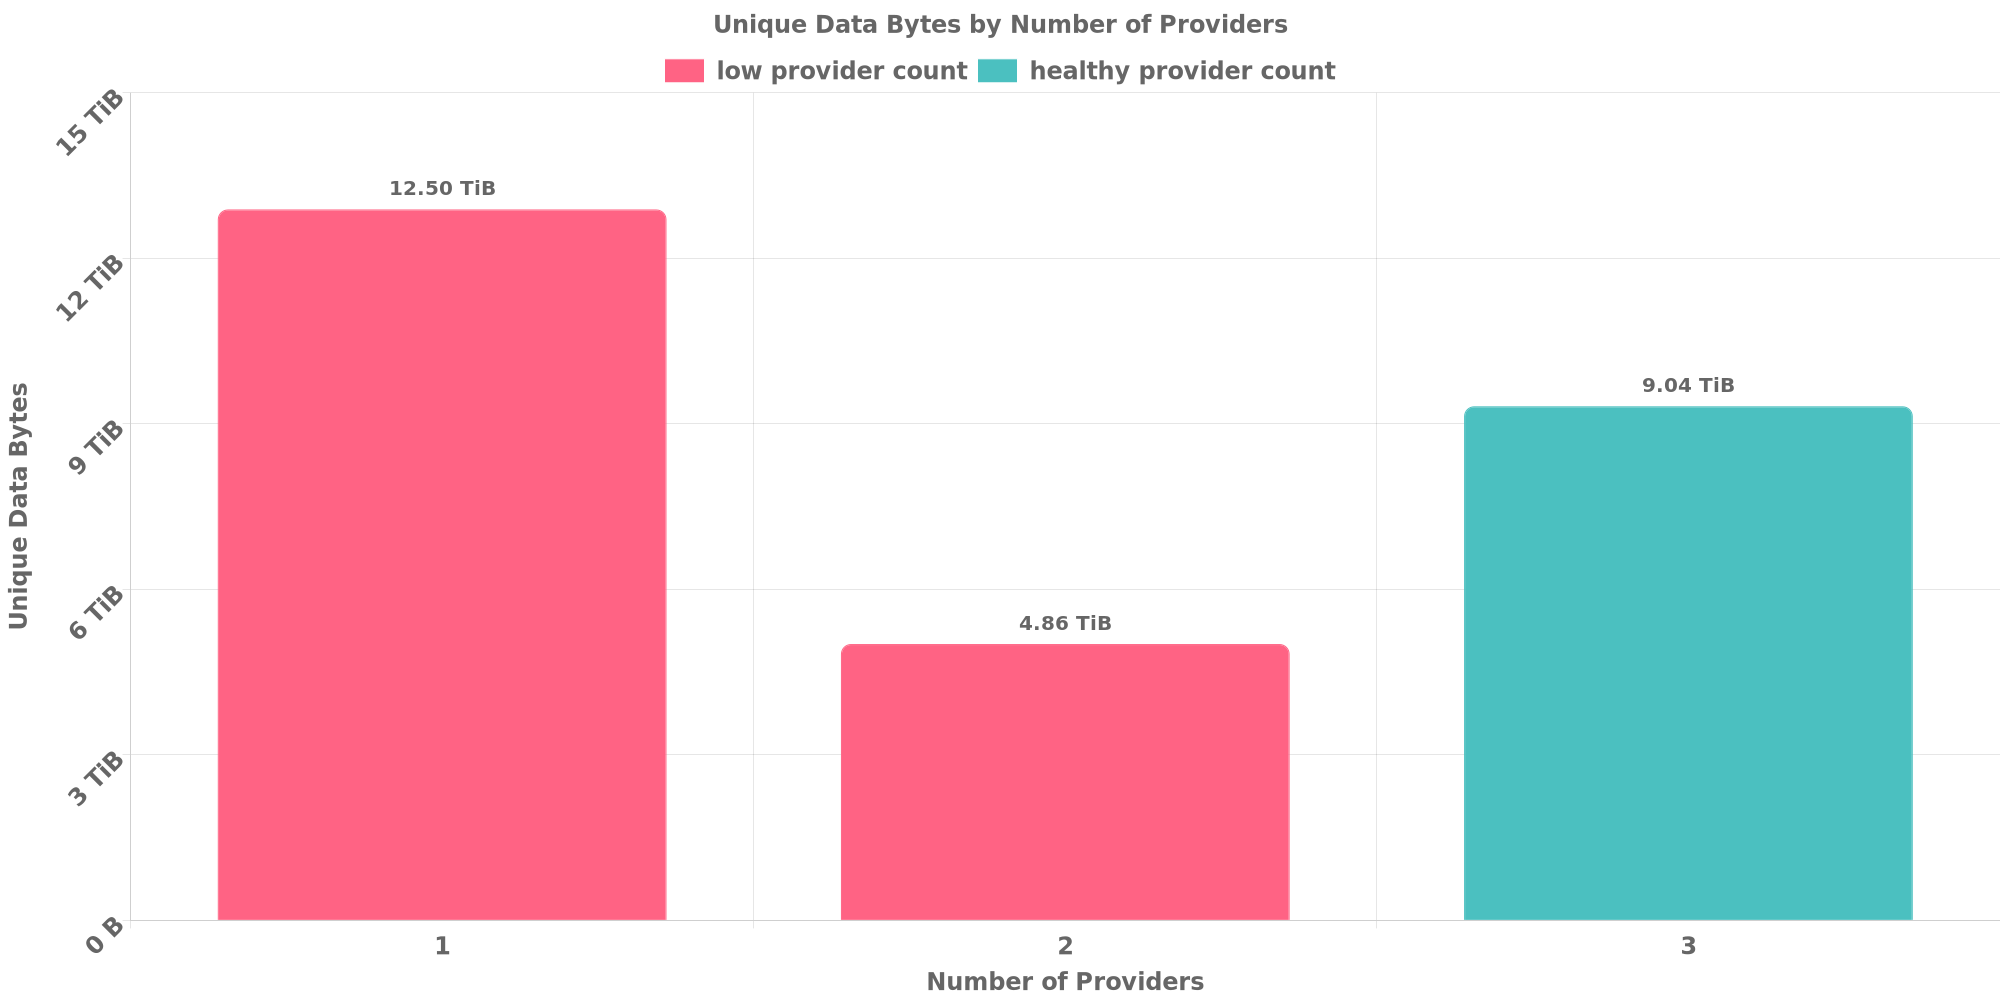 Unique Data Bytes by Number of Providers
low provider count healthy provider count
15 TiB
12 TiB
9 TiB
6 TiB
3 TiB
0 B
Unique Data Bytes
12.50 TiB
4.86 TiB
9.04 TiB
1 2 3
Number of Providers